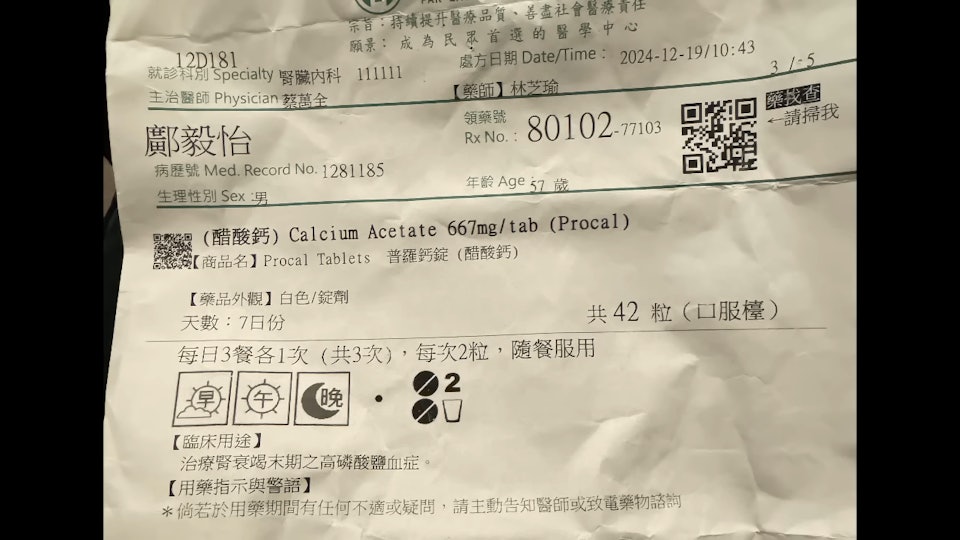 宗旨：持續提升醫療品質、善盡社會醫療責任
願景：成為民眾首選的醫學中心
12D181
就診科別 Specialty 腎臟內科 111111
處方日期 Date/Time： 2024-12-19/10:43
3 / 5
主治醫師 Physician 蔡萬全
【藥師】林芝瑜
藥找查
←請掃我
鄺毅怡
領藥號
Rx No.：80102-77103
病歷號 Med. Record No. 1281185
年齡 Age：57 歲
生理性別 Sex：男
(醋酸鈣) Calcium Acetate 667mg/tab (Procal)
【商品名】Procal Tablets 普羅鈣錠 (醋酸鈣)
【藥品外觀】白色/錠劑
天數：7日份
共 42 粒（口服檯）
每日3餐各1次 (共3次)，每次2粒，隨餐服用
早 午 晚 2
【臨床用途】
治療腎衰竭末期之高磷酸鹽血症。
【用藥指示與警語】
＊倘若於用藥期間有任何不適或疑問，請主動告知醫師或致電藥物諮詢